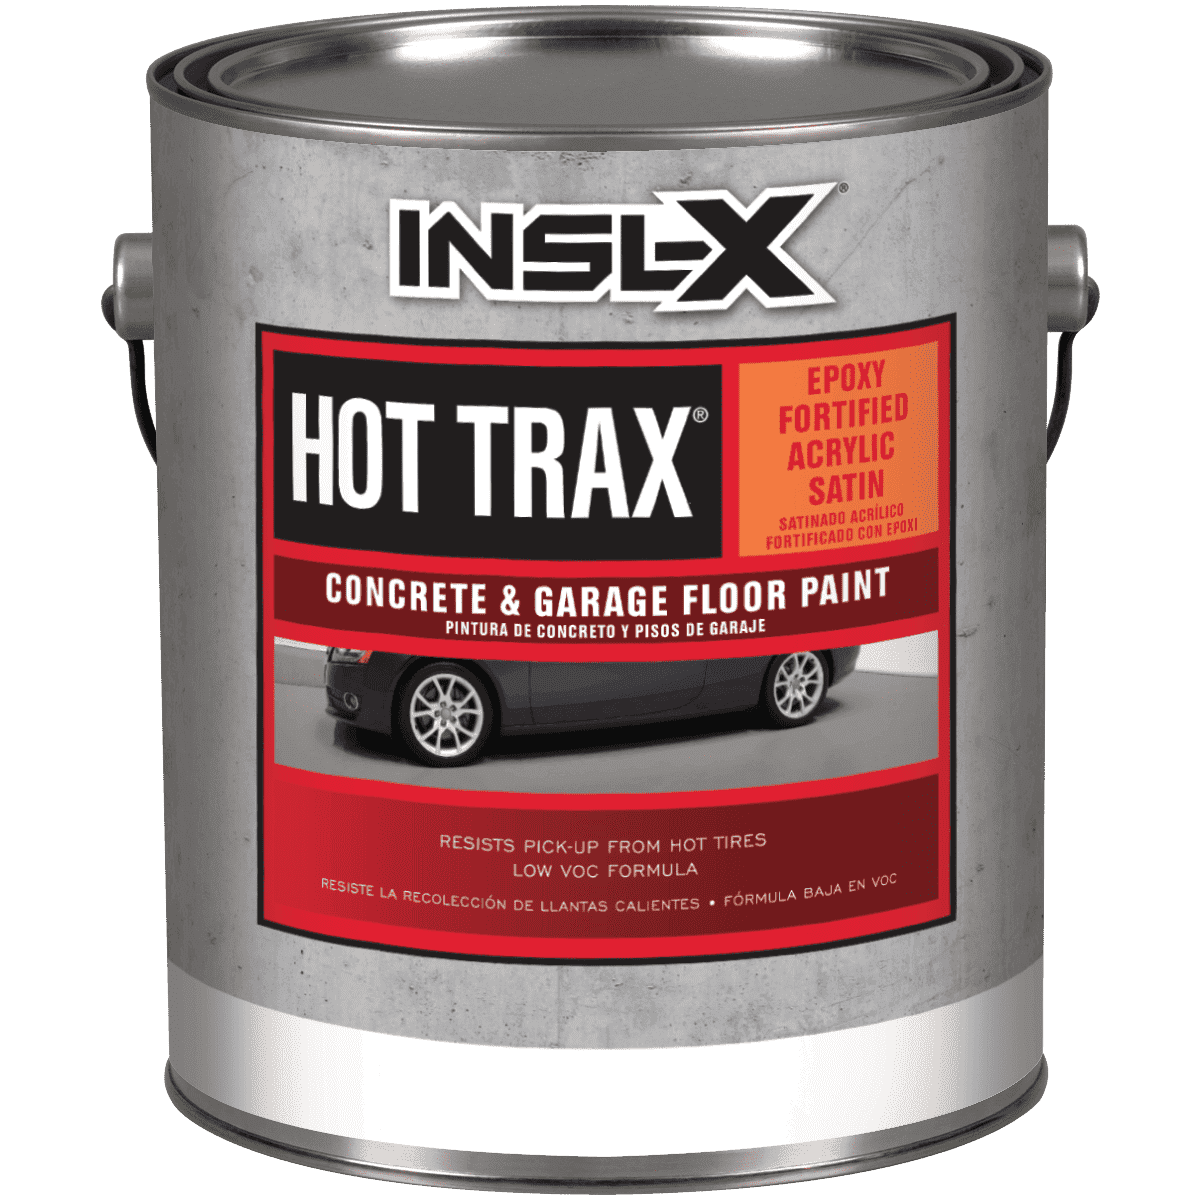 INSL-X®
HOT TRAX®
EPOXY
FORTIFIED
ACRYLIC
SATIN
SATINADO ACRÍLICO
FORTIFICADO CON EPOXI
CONCRETE & GARAGE FLOOR PAINT
PINTURA DE CONCRETO Y PISOS DE GARAJE
RESISTS PICK-UP FROM HOT TIRES
LOW VOC FORMULA
RESISTE LA RECOLECCIÓN DE LLANTAS CALIENTES • FÓRMULA BAJA EN VOC